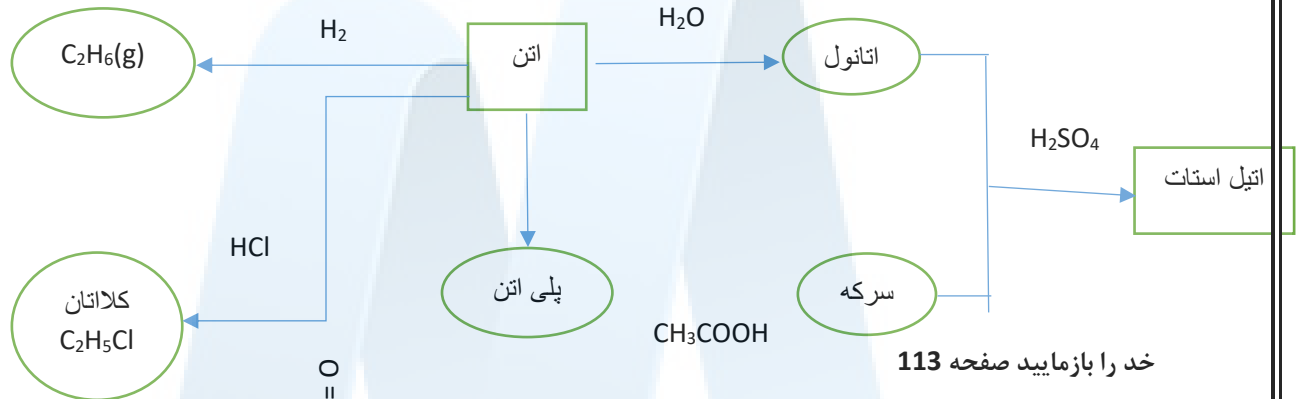 C₂H₆(g)
H₂
اتن
H₂O
اتانول
H₂SO₄
اتیل استات
HCl
کلااتان
C₂H₅Cl
پلی اتن
سرکه
CH₃COOH
خد را بازمایید صفحه 113
O
=